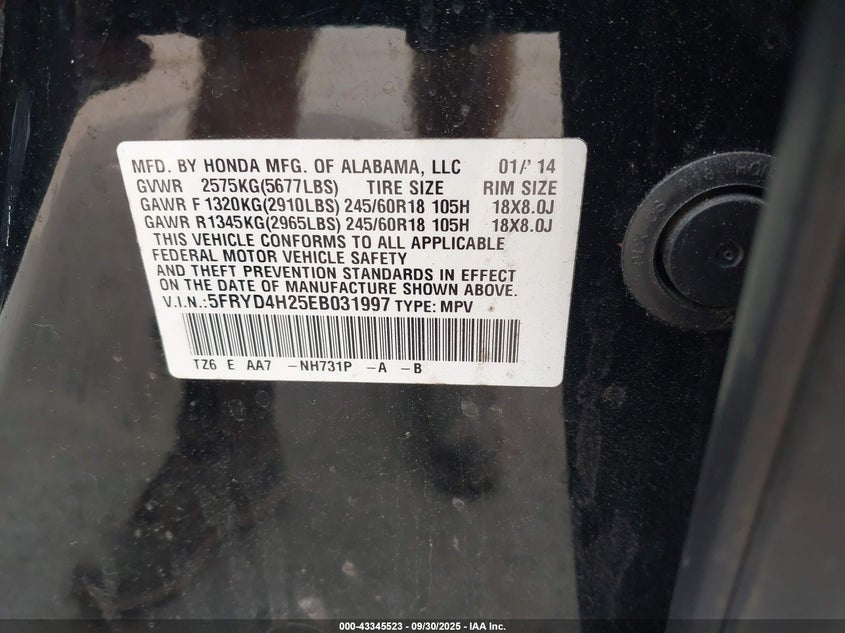 MFD. BY HONDA MFG. OF ALABAMA, LLC 01/'14
GVWR 2575KG(5677LBS) TIRE SIZE RIM SIZE
GAWR F 1320KG(2910LBS) 245/60R18 105H 18X8.0J
GAWR R 1345KG(2965LBS) 245/60R18 105H 18X8.0J
THIS VEHICLE CONFORMS TO ALL APPLICABLE
FEDERAL MOTOR VEHICLE SAFETY
AND THEFT PREVENTION STANDARDS IN EFFECT
ON THE DATE OF MANUFACTURE SHOWN ABOVE.
V.I.N.:5FRYD4H25EB031997 TYPE: MPV
TZ6 E AA7 -NH731P -A -B
000-43345523 - 09/30/2025 - IAA Inc.